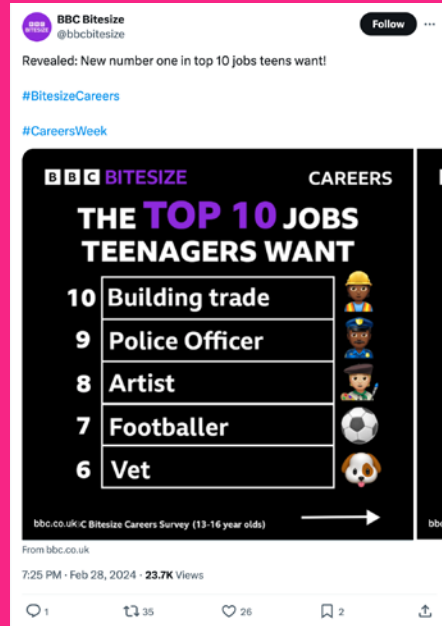 BBC Bitesize
@bbcbitesize
Follow
Revealed: New number one in top 10 jobs teens want!
#BitesizeCareers
#CareersWeek
BBC BITESIZE
CAREERS
THE TOP 10 JOBS
TEENAGERS WANT
10 Building trade
9 Police Officer
8 Artist
7 Footballer
6 Vet
bbc.co.uk
C Bitesize Careers Survey (13-16 year olds)
From bbc.co.uk
7:25 PM · Feb 28, 2024 · 23.7K Views
1 35 26 2